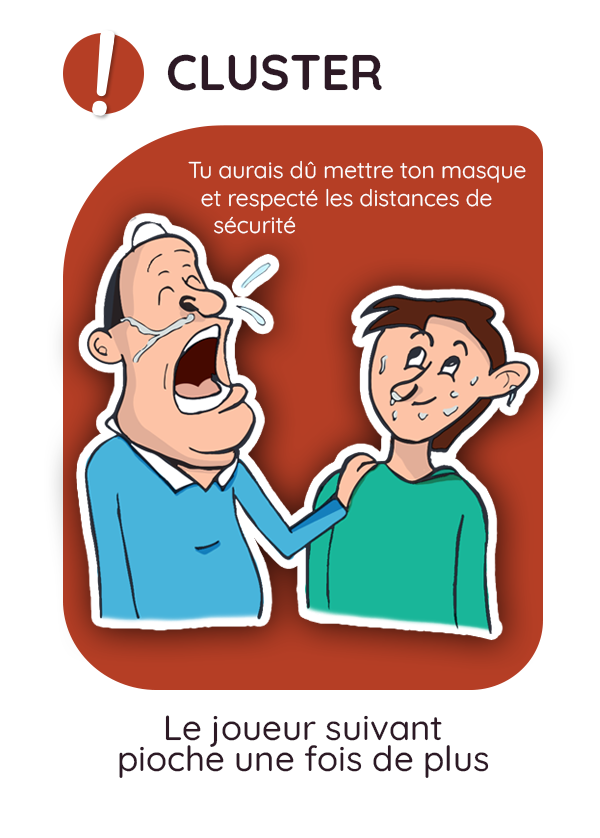 CLUSTER
Tu aurais dû mettre ton masque
et respecté les distances de
sécurité
Le joueur suivant
pioche une fois de plus